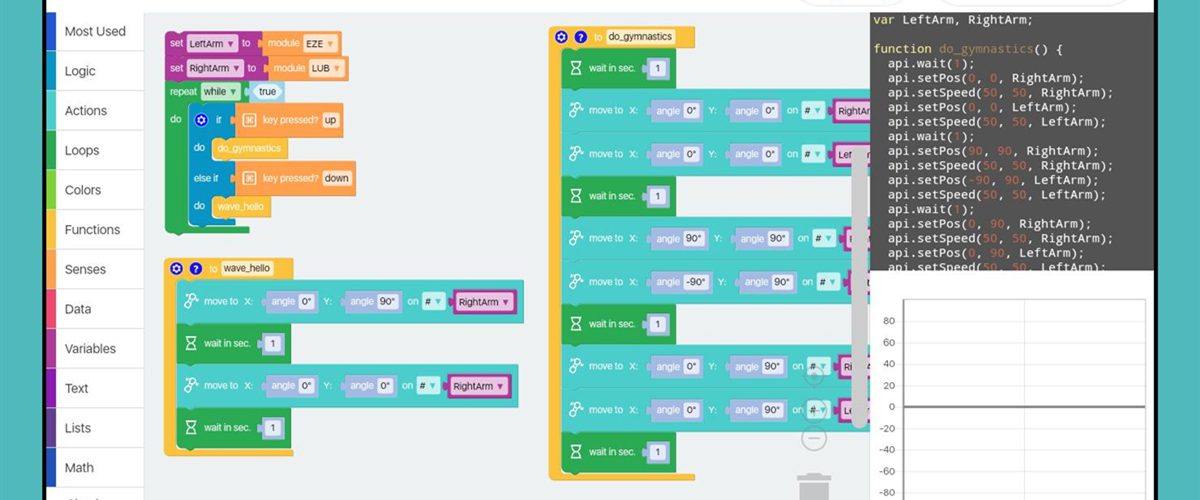 Most Used
Logic
Actions
Loops
Colors
Functions
Senses
Data
Variables
Text
Lists
Math
set LeftArm ▾ to module EZE ▾
set RightArm ▾ to module LUB ▾
repeat while ▾ true
do if key pressed? up
do do_gymnastics
else if key pressed? down
do wave_hello
? to wave_hello
move to X: angle 0° Y: angle 90° on # ▾ RightArm ▾
wait in sec. 1
move to X: angle 0° Y: angle 0° on # ▾ RightArm ▾
wait in sec. 1
? to do_gymnastics
wait in sec. 1
move to X: angle 0° Y: angle 0° on # ▾ RightAr
move to X: angle 0° Y: angle 0° on # ▾
wait in sec. 1
move to X: angle 90° Y: angle 90° on # ▾
move to X: angle -90° Y: angle 90° on # ▾
wait in sec. 1
move to X: angle 0° Y: angle 90° on # ▾
move to X: angle 0° Y: angle 90° on # ▾
wait in sec. 1
var LeftArm, RightArm;
function do_gymnastics() {
api.wait(1);
api.setPos(0, 0, RightArm);
api.setSpeed(50, 50, RightArm);
api.setPos(0, 0, LeftArm);
api.setSpeed(50, 50, LeftArm);
api.wait(1);
api.setPos(90, 90, RightArm);
api.setSpeed(50, 50, RightArm);
api.setPos(-90, 90, LeftArm);
api.setSpeed(50, 50, LeftArm);
api.wait(1);
api.setPos(0, 90, RightArm);
api.setSpeed(50, 50, RightArm);
api.setPos(0, 90, LeftArm);
api.setSpeed(50, 50, LeftArm);
80
60
40
20
0
-20
-40
-60
-80